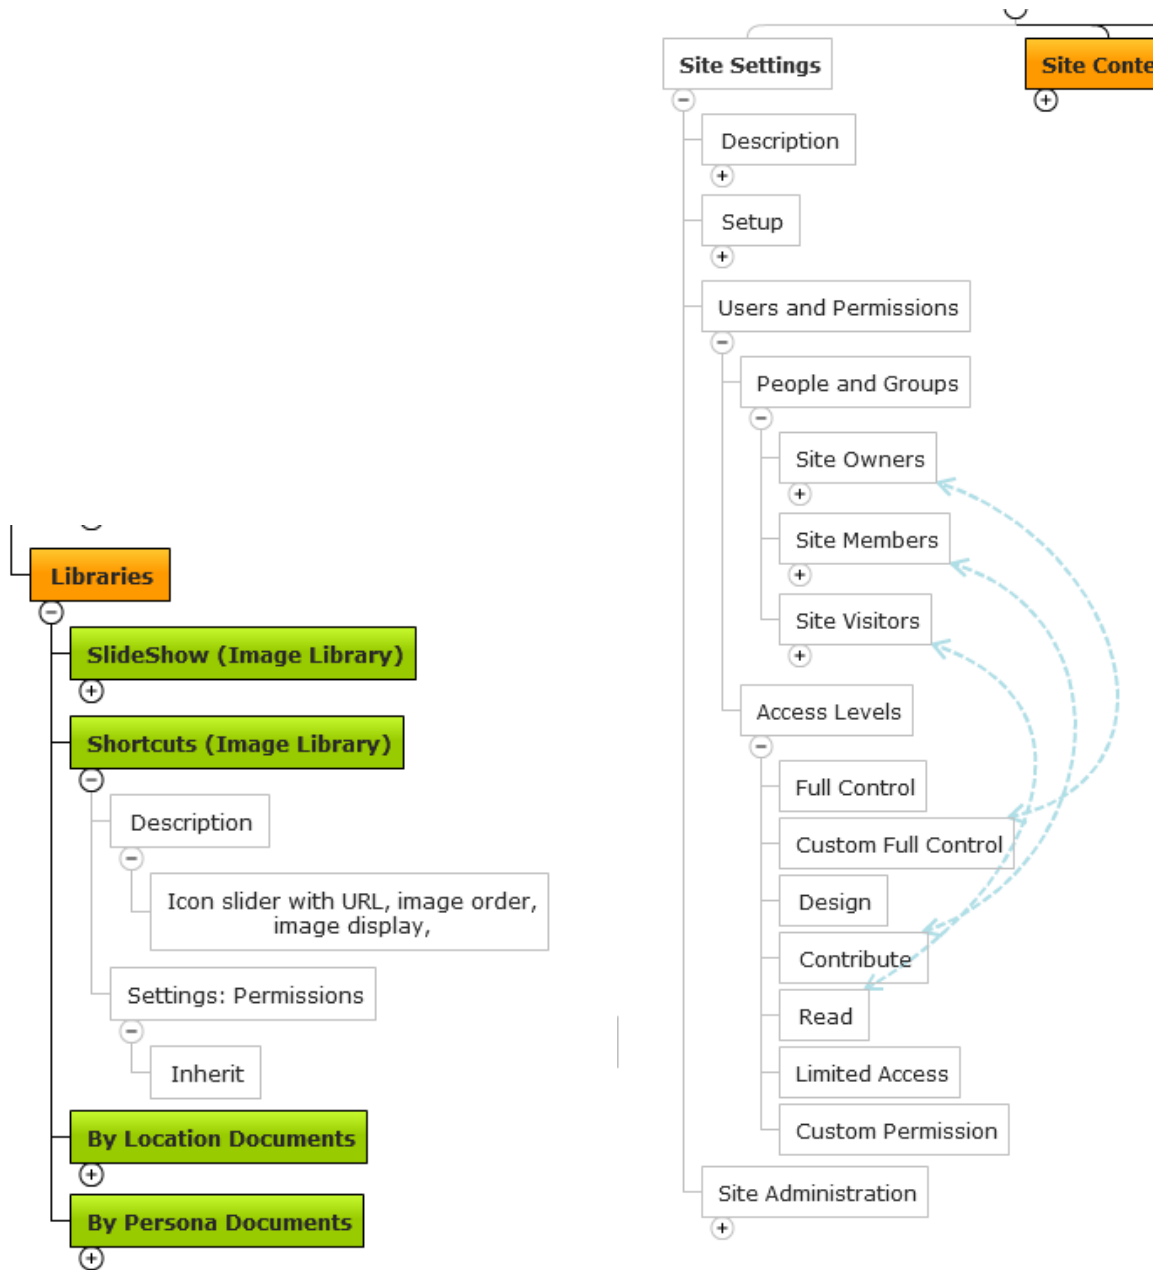 Libraries
SlideShow (Image Library)
Shortcuts (Image Library)
Description
Icon slider with URL, image order,
image display,
Settings: Permissions
Inherit
By Location Documents
By Persona Documents
Site Settings
Site Conte
Description
Setup
Users and Permissions
People and Groups
Site Owners
Site Members
Site Visitors
Access Levels
Full Control
Custom Full Control
Design
Contribute
Read
Limited Access
Custom Permission
Site Administration